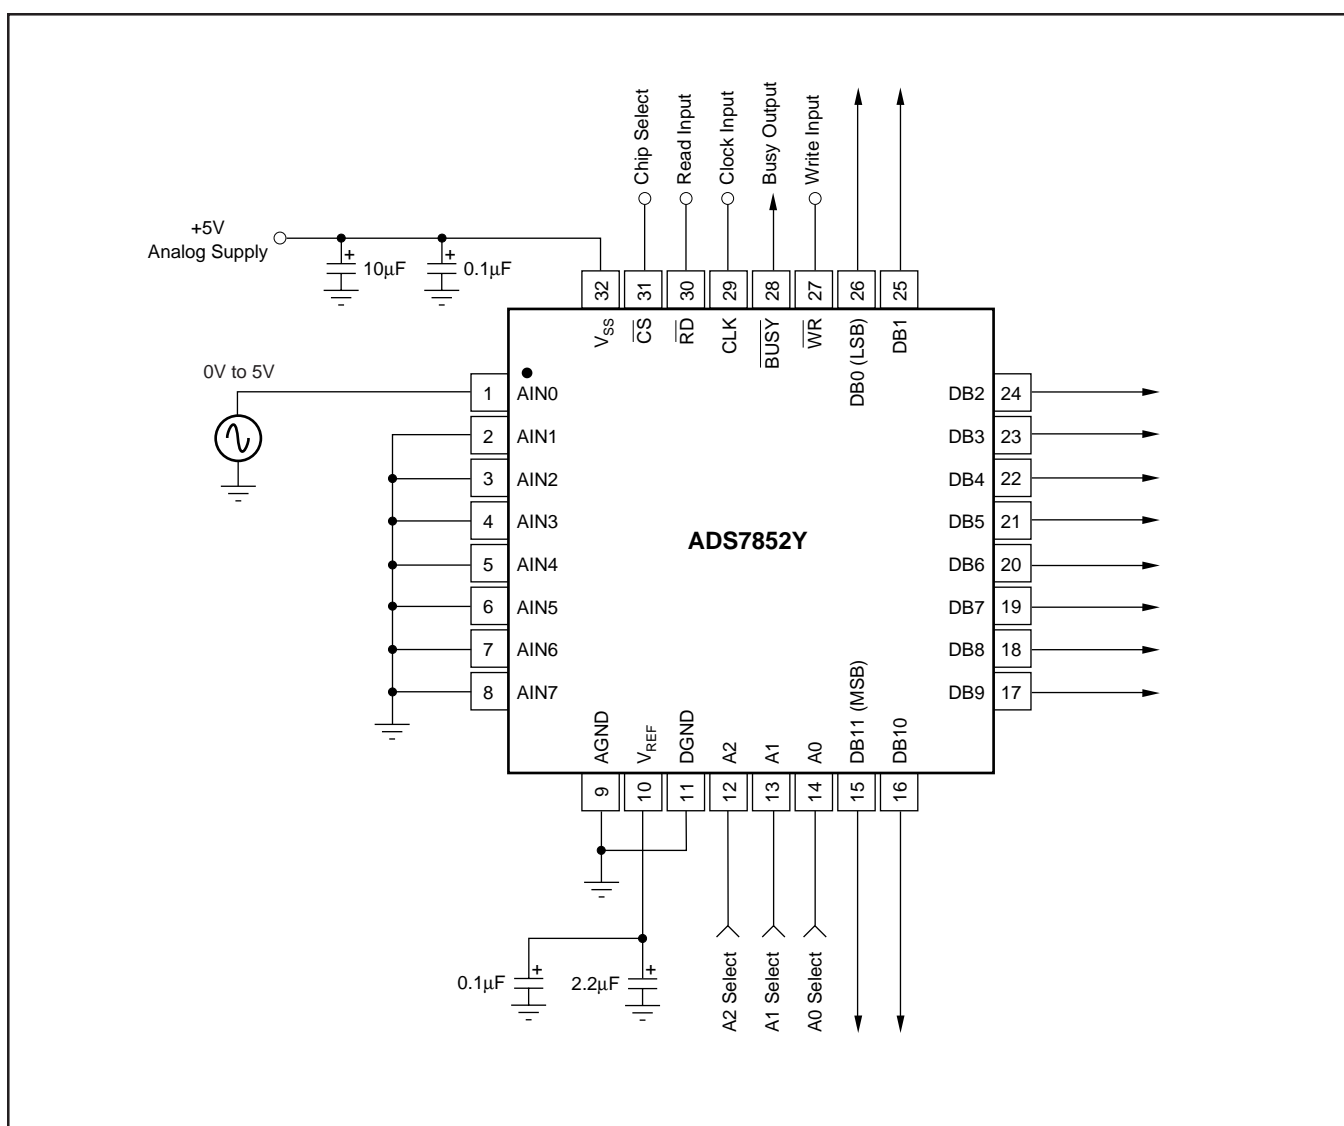 Chip Select
Read Input
Clock Input
Busy Output
Write Input
+5V
Analog Supply
+
10µF
+
0.1µF
32
31
30
29
28
27
26
25
VSS
CS
RD
CLK
BUSY
WR
DB0 (LSB)
DB1
0V to 5V
1 AIN0
2 AIN1
3 AIN2
4 AIN3
5 AIN4
6 AIN5
7 AIN6
8 AIN7
ADS7852Y
DB2 24
DB3 23
DB4 22
DB5 21
DB6 20
DB7 19
DB8 18
DB9 17
AGND
VREF
DGND
A2
A1
A0
DB11 (MSB)
DB10
9
10
11
12
13
14
15
16
0.1µF
+
2.2µF
+
A2 Select
A1 Select
A0 Select